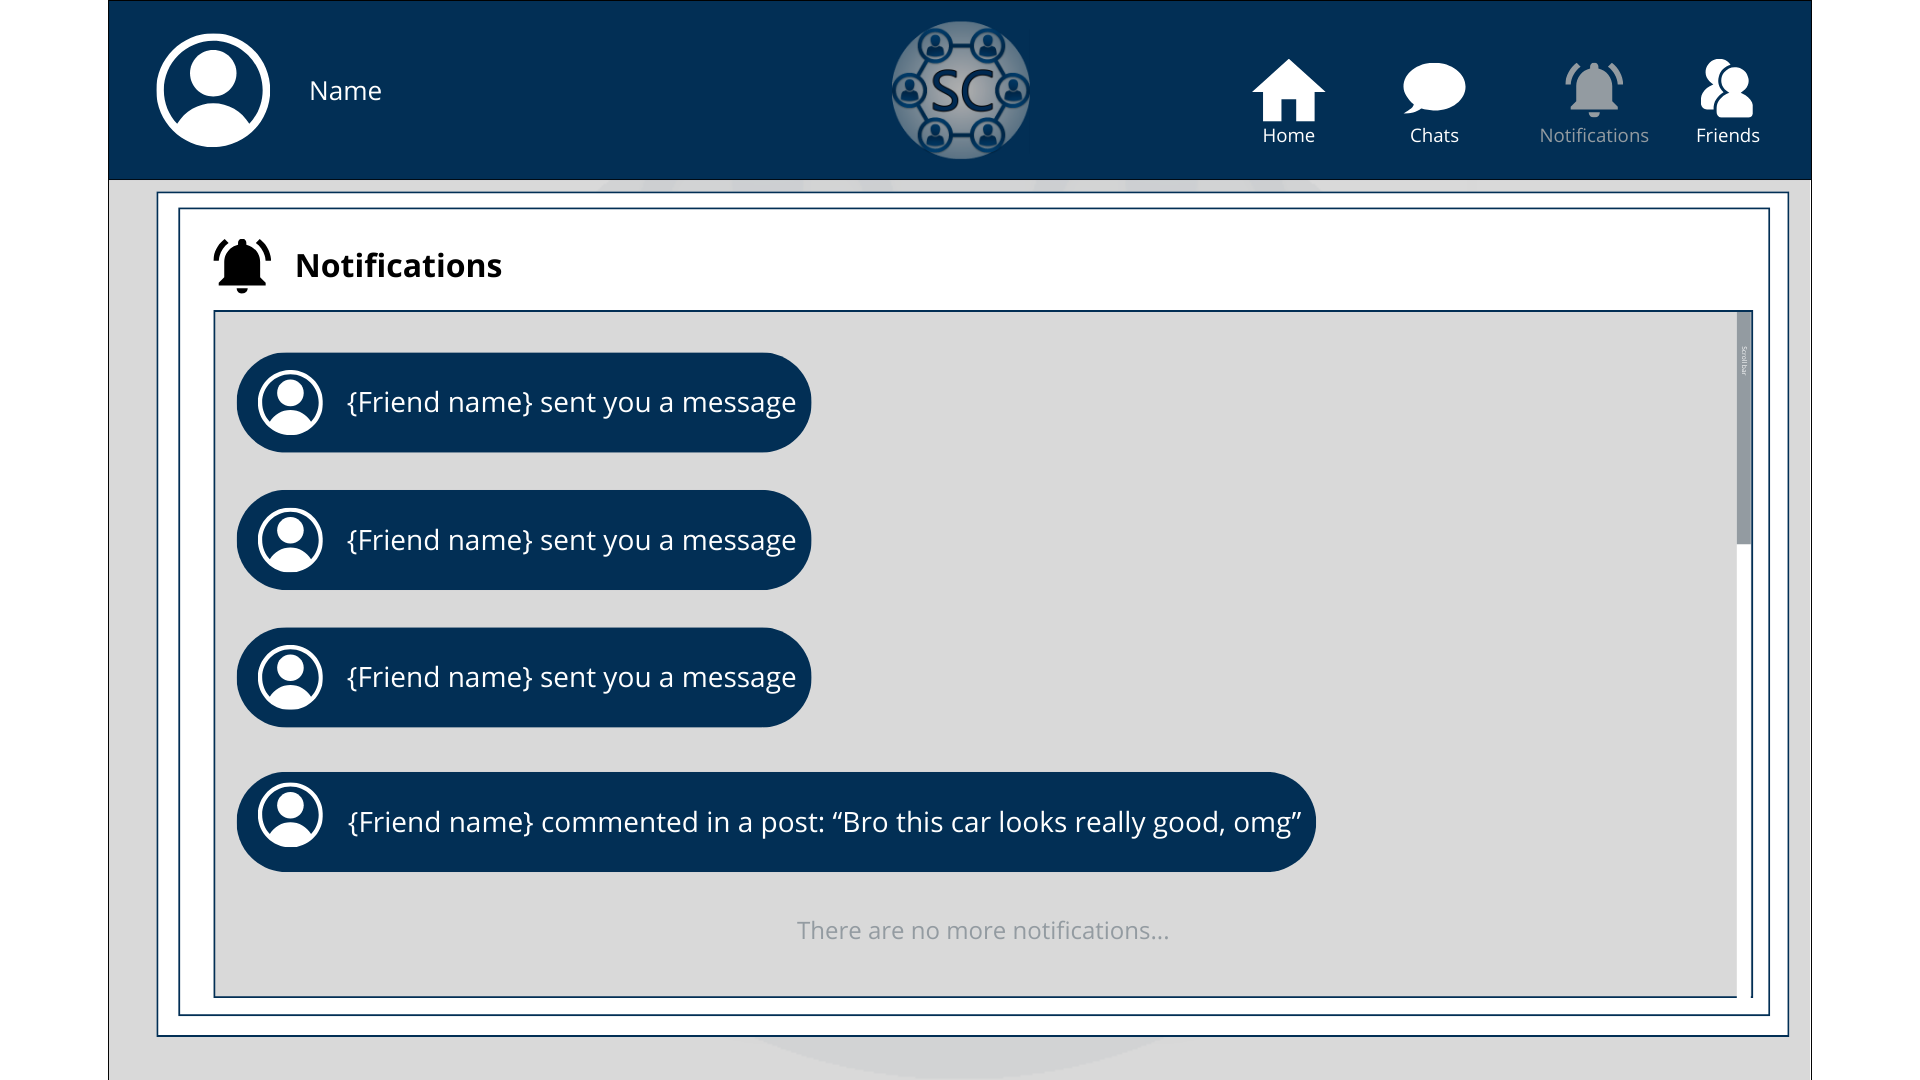 Name
SC
Home
Chats
Notifications
Friends
Notifications
Scroll bar
{Friend name} sent you a message
{Friend name} sent you a message
{Friend name} sent you a message
{Friend name} commented in a post: “Bro this car looks really good, omg”
There are no more notifications...